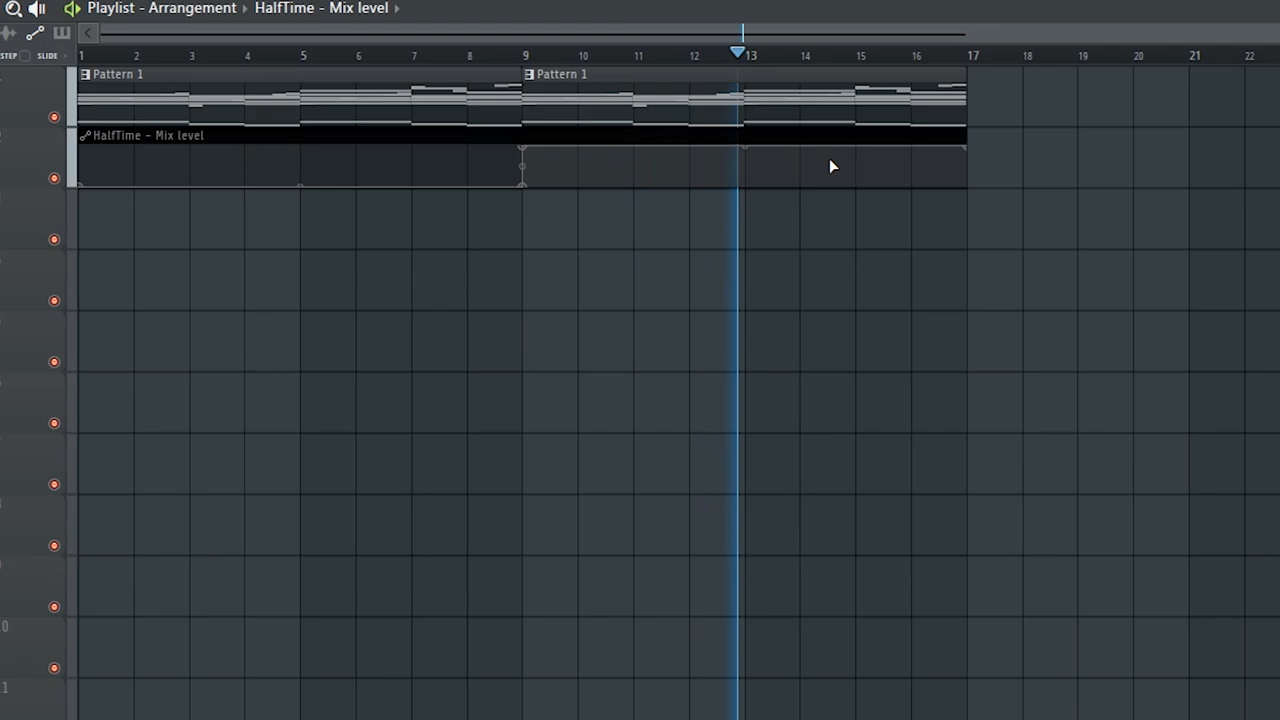 Playlist - Arrangement › HalfTime - Mix level ›
STEP SLIDE 1 2 3 4 5 6 7 8 9 10 11 12 13 14 15 16 17 18 19 20 21 22
Pattern 1 Pattern 1
HalfTime - Mix level